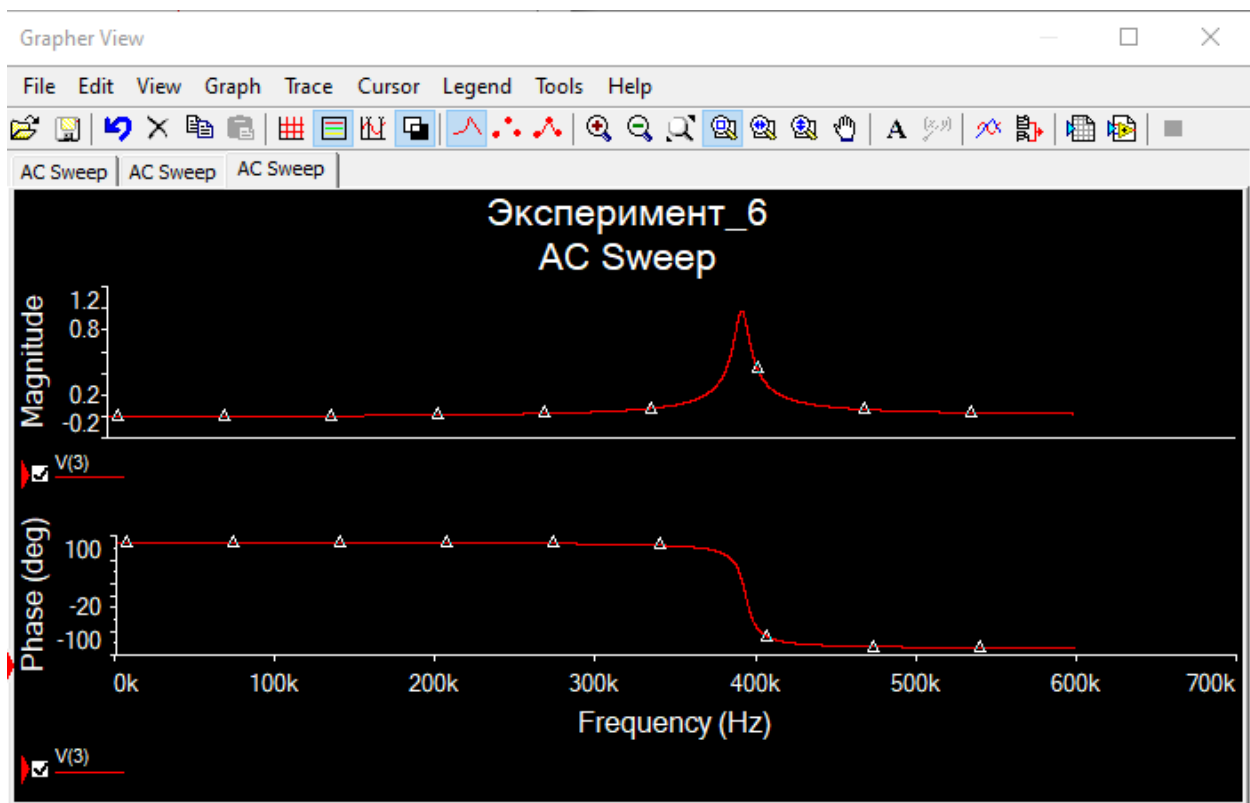 Grapher View
File Edit View Graph Trace Cursor Legend Tools Help
A (x,y)
AC Sweep AC Sweep AC Sweep
Эксперимент_6
AC Sweep
Magnitude
1.2
0.8
0.2
-0.2
V(3)
Phase (deg)
100
-20
-100
0k 100k 200k 300k 400k 500k 600k 700k
Frequency (Hz)
V(3)